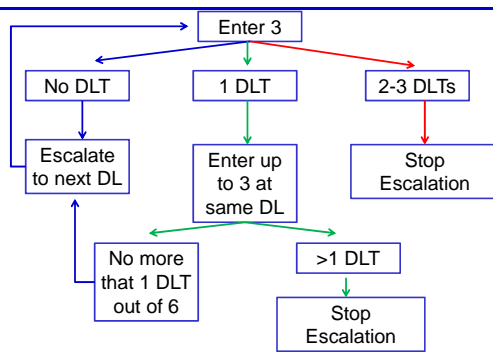 Enter 3
No DLT
1 DLT
2-3 DLTs
Escalate
to next DL
Enter up
to 3 at
same DL
Stop
Escalation
No more
that 1 DLT
out of 6
>1 DLT
Stop
Escalation